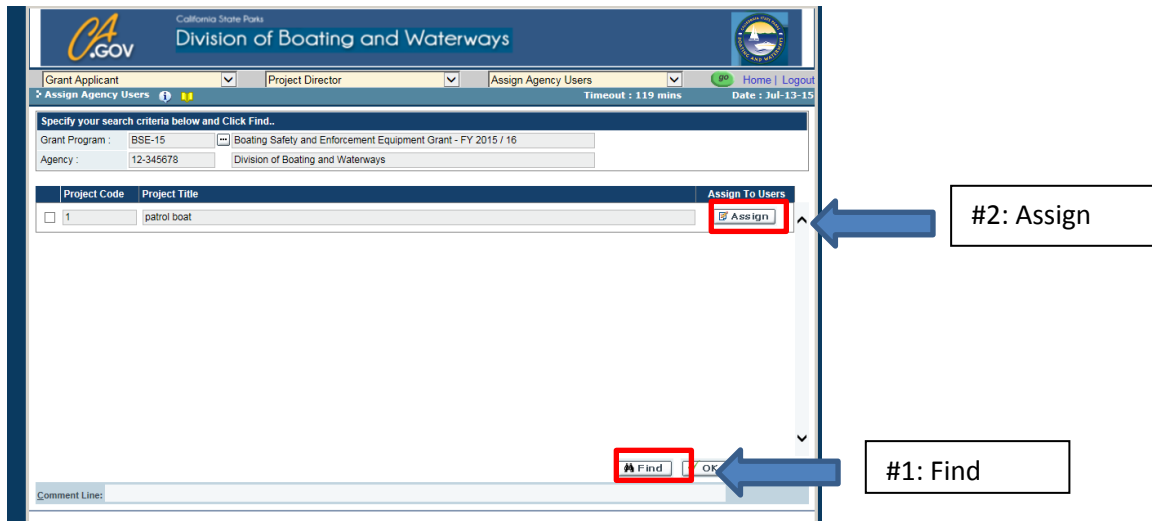 California State Parks
CA.GOV Division of Boating and Waterways
Grant Applicant Project Director Assign Agency Users go Home | Logout
Assign Agency Users Timeout : 119 mins Date : Jul-13-15
Specify your search criteria below and Click Find..
Grant Program : BSE-15 ... Boating Safety and Enforcement Equipment Grant - FY 2015 / 16
Agency : 12-345678 Division of Boating and Waterways
Project Code Project Title Assign To Users
1 patrol boat Assign
#2: Assign
Find OK
#1: Find
Comment Line: